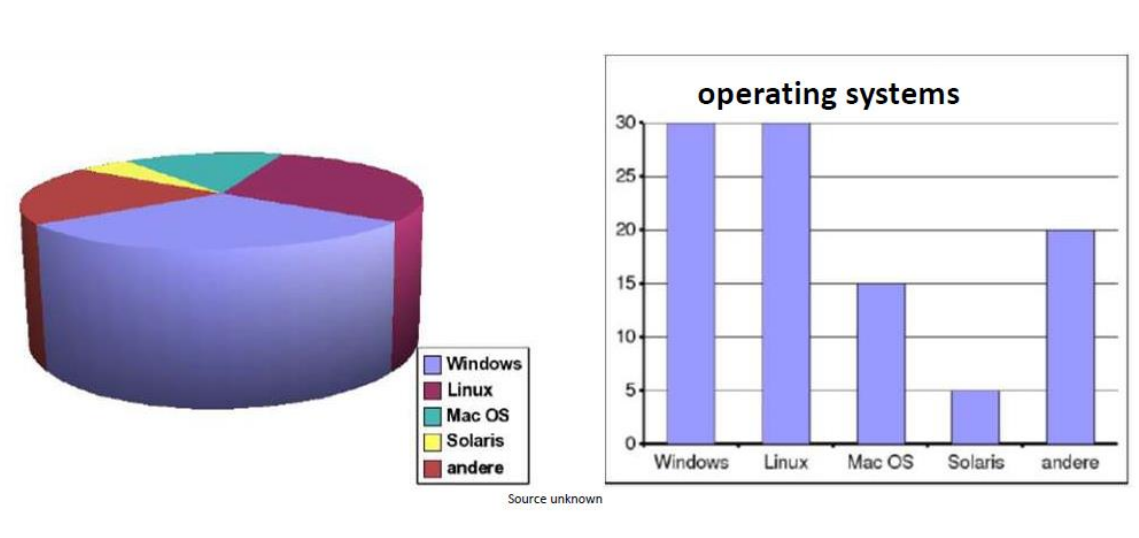 Windows
Linux
Mac OS
Solaris
andere
operating systems
30
25
20
15
10
5
0
Windows Linux Mac OS Solaris andere
Source unknown